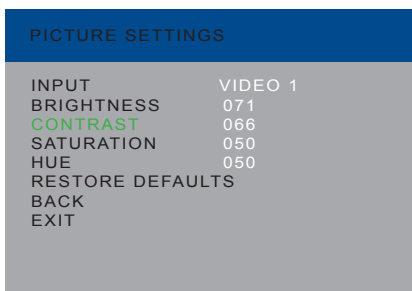 PICTURE SETTINGS
INPUT VIDEO 1
BRIGHTNESS 071
CONTRAST 066
SATURATION 050
HUE 050
RESTORE DEFAULTS
BACK
EXIT